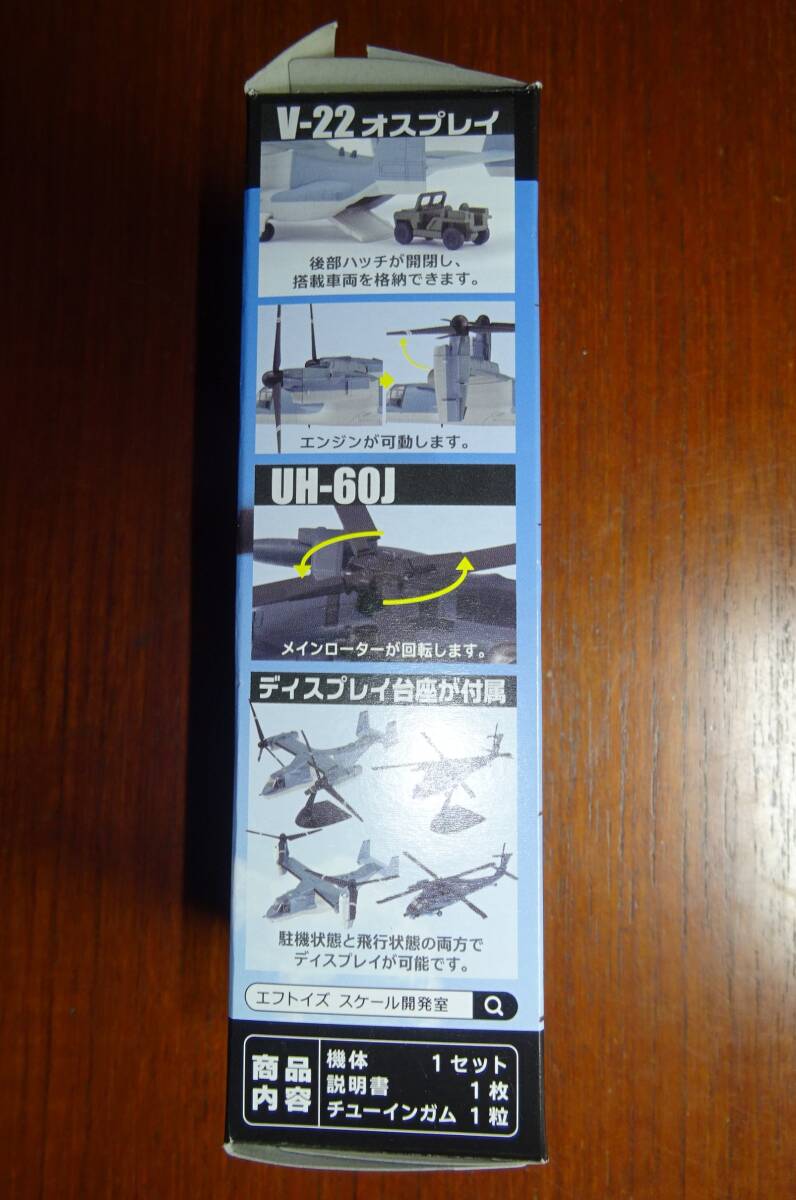 V-22 オスプレイ
後部ハッチが開閉し、
搭載車両を格納できます。
エンジンが可動します。
UH-60J
メインローターが回転します。
ディスプレイ台座が付属
駐機状態と飛行状態の両方で
ディスプレイが可能です。
エフトイズ スケール開発室
商品
内容
機体 1セット
説明書 1枚
チューインガム 1粒